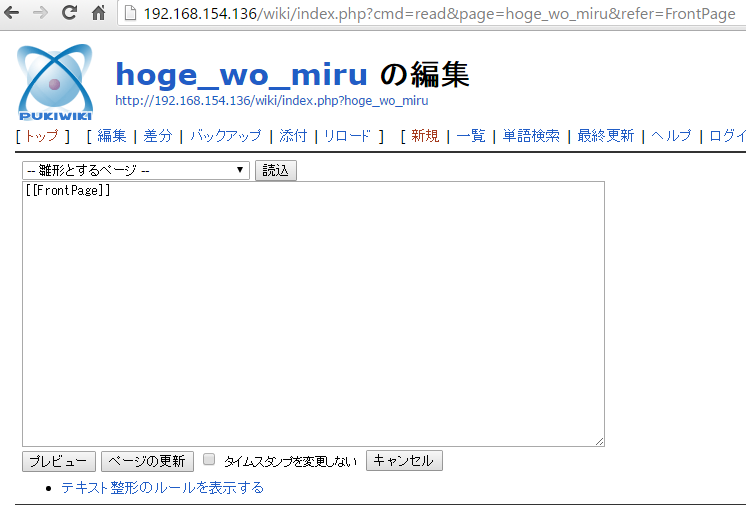 192.168.154.136/wiki/index.php?cmd=read&page=hoge_wo_miru&refer=FrontPage
PUKIWIKI
hoge_wo_miru の編集
http://192.168.154.136/wiki/index.php?hoge_wo_miru
[ トップ ] [ 編集 | 差分 | バックアップ | 添付 | リロード ] [ 新規 | 一覧 | 単語検索 | 最終更新 | ヘルプ | ログイ
-- 雛形とするページ -- 読込
[[FrontPage]]
プレビュー ページの更新 タイムスタンプを変更しない キャンセル
テキスト整形のルールを表示する